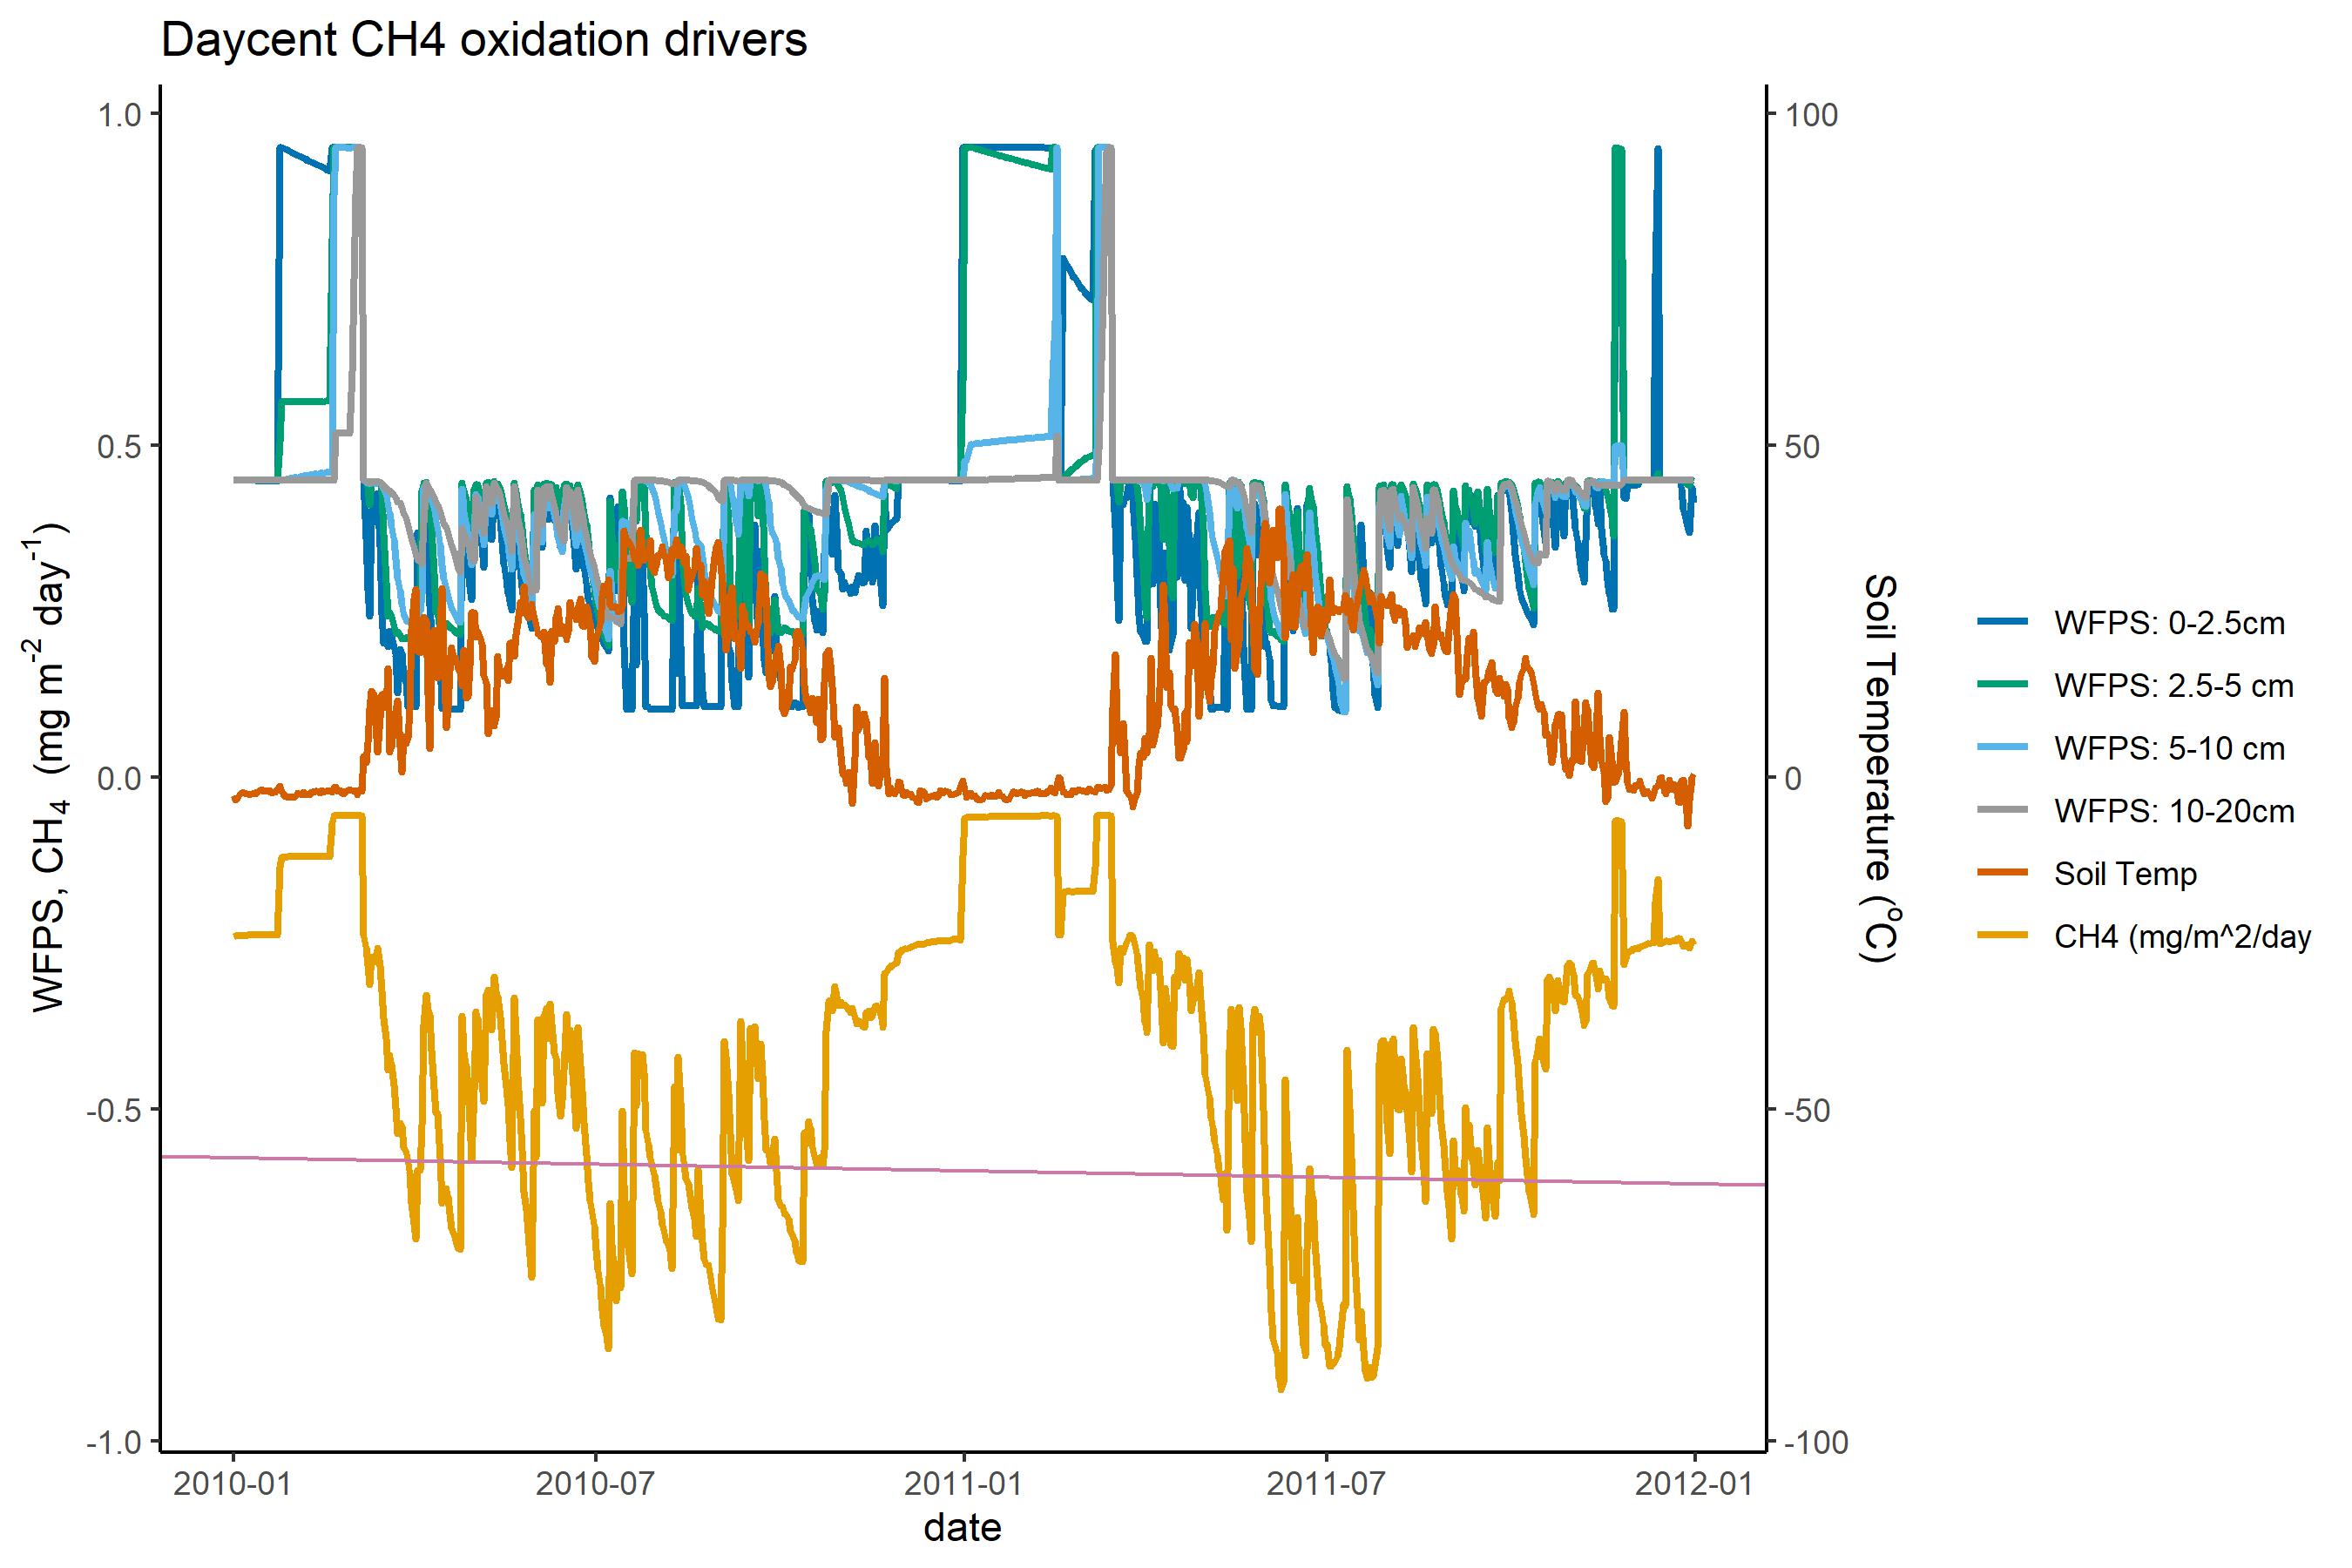 Daycent CH4 oxidation drivers
1.0
0.5
0.0
-0.5
-1.0
WFPS, CH₄ (mg m⁻² day⁻¹)
100
50
0
-50
-100
Soil Temperature (⁰C)
2010-01
2010-07
2011-01
2011-07
2012-01
date
WFPS: 0-2.5cm
WFPS: 2.5-5 cm
WFPS: 5-10 cm
WFPS: 10-20cm
Soil Temp
CH4 (mg/m^2/day